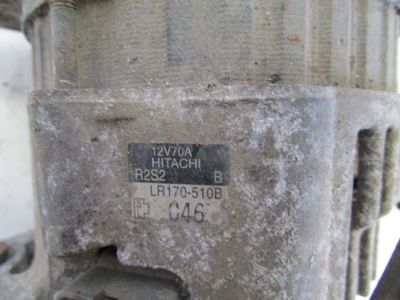 12V70A
HITACHI
R2S2 B
LR170-510B
046